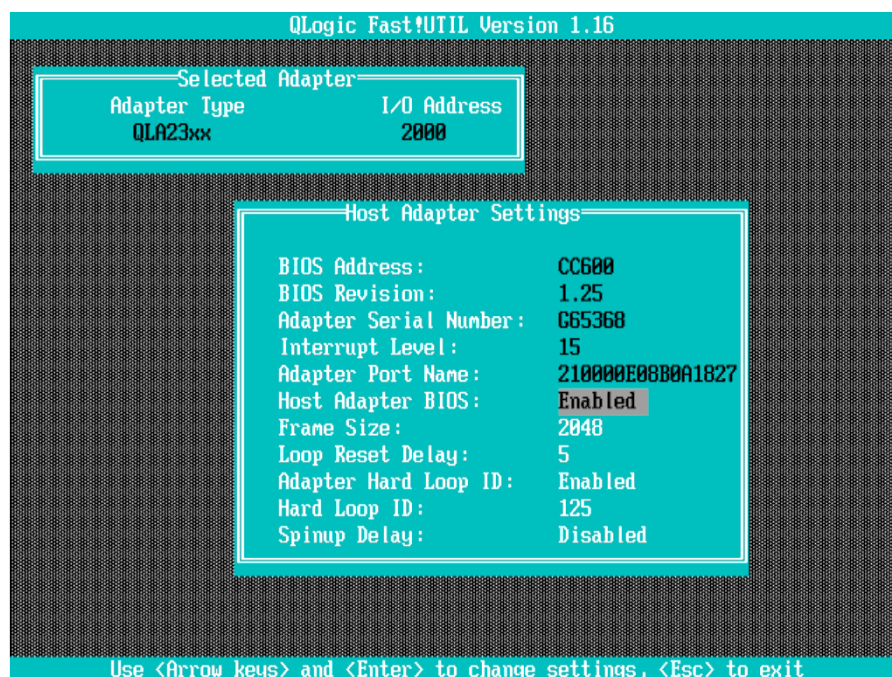 QLogic Fast!UTIL Version 1.16
Selected Adapter
Adapter Type I/O Address
QLA23xx 2000
Host Adapter Settings
BIOS Address: CC600
BIOS Revision: 1.25
Adapter Serial Number: G65368
Interrupt Level: 15
Adapter Port Name: 210000E08B0A1827
Host Adapter BIOS: Enabled
Frame Size: 2048
Loop Reset Delay: 5
Adapter Hard Loop ID: Enabled
Hard Loop ID: 125
Spinup Delay: Disabled
Use <Arrow keys> and <Enter> to change settings, <Esc> to exit